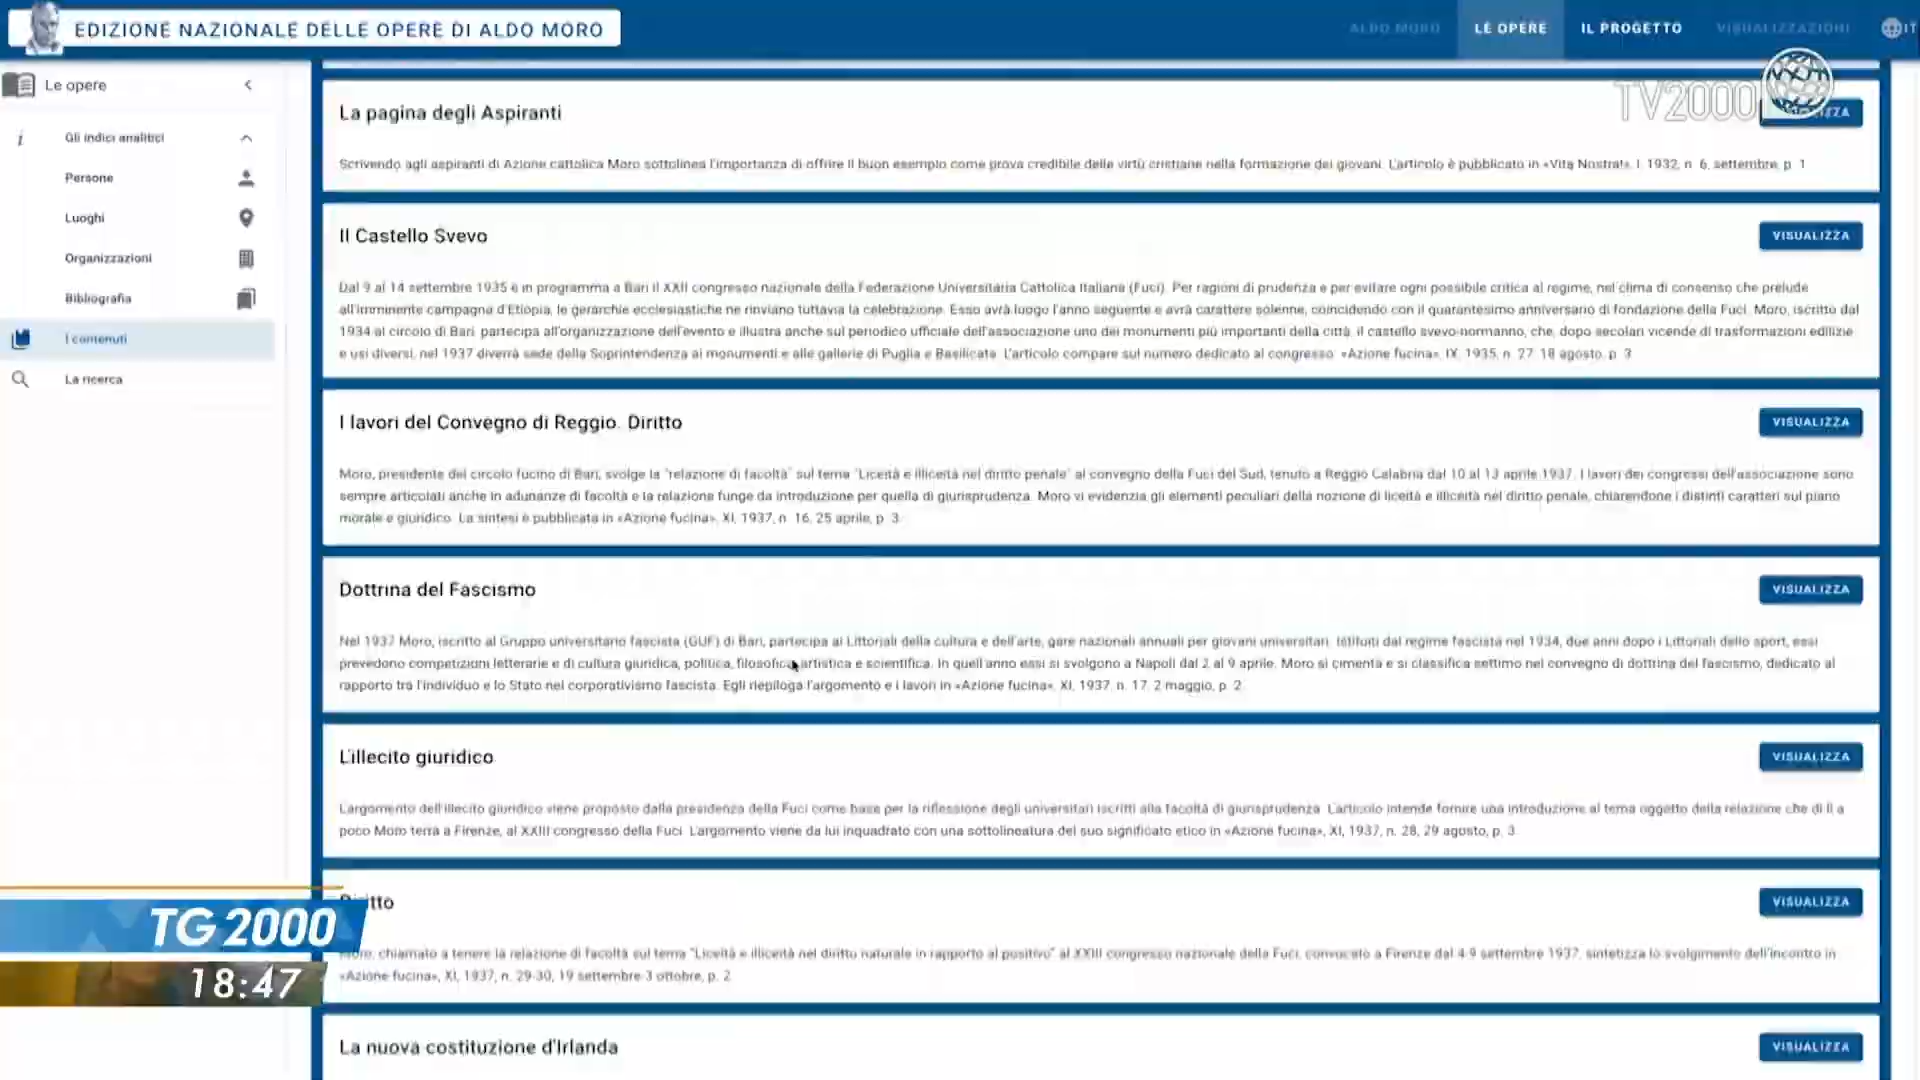 EDIZIONE NAZIONALE DELLE OPERE DI ALDO MORO
ALDO MORO
LE OPERE
IL PROGETTO
VISUALIZZAZIONI
IT
Le opere
Gli indici analitici
Persone
Luoghi
Organizzazioni
Bibliografia
I contenuti
La ricerca
TV2000
La pagina degli Aspiranti
Scrivendo agli aspiranti di Azione cattolica Moro sottolinea l'importanza di offrire il buon esempio come prova credibile delle virtù cristiane nella formazione dei giovani. L'articolo è pubblicato in «Vita Nostra!», I, 1932, n. 6, settembre, p. 1
Il Castello Svevo
VISUALIZZA
Dal 9 al 14 settembre 1935 è in programma a Bari il XXII congresso nazionale della Federazione Universitaria Cattolica Italiana (Fuci). Per ragioni di prudenza e per evitare ogni possibile critica al regime, nel clima di consenso che prelude
all'imminente campagna d'Etiopia, le gerarchie ecclesiastiche ne rinviano tuttavia la celebrazione. Esso avrà luogo l'anno seguente e avrà carattere solenne, coincidendo con il quarantesimo anniversario di fondazione della Fuci. Moro, iscritto dal
1934 al circolo di Bari, partecipa all'organizzazione dell'evento e illustra anche sul periodico ufficiale dell'associazione uno dei monumenti più importanti della città, il castello svevo-normanno, che, dopo secolari vicende di trasformazioni edilizie
e usi diversi, nel 1937 diverrà sede della Soprintendenza ai monumenti e alle gallerie di Puglia e Basilicata. L'articolo compare sul numero dedicato al congresso: «Azione fucina», IX, 1935, n. 27, 18 agosto, p. 3
I lavori del Convegno di Reggio. Diritto
VISUALIZZA
Moro, presidente del circolo fucino di Bari, svolge la "relazione di facoltà" sul tema "Liceità e illiceità nel diritto penale" al convegno della Fuci del Sud, tenuto a Reggio Calabria dal 10 al 13 aprile 1937. I lavori dei congressi dell'associazione sono
sempre articolati anche in adunanze di facoltà e la relazione funge da introduzione per quella di giurisprudenza. Moro vi evidenzia gli elementi peculiari della nozione di liceità e illiceità nel diritto penale, chiarendone i distinti caratteri sul piano
morale e giuridico. La sintesi è pubblicata in «Azione fucina», XI, 1937, n. 16, 25 aprile, p. 3
Dottrina del Fascismo
VISUALIZZA
Nel 1937 Moro, iscritto al Gruppo universitario fascista (GUF) di Bari, partecipa ai Littoriali della cultura e dell'arte, gare nazionali annuali per giovani universitari. Istituiti dal regime fascista nel 1934, due anni dopo i Littoriali dello sport, essi
prevedono competizioni letterarie e di cultura giuridica, politica, filosofica, artistica e scientifica. In quell'anno essi si svolgono a Napoli dal 2 al 9 aprile. Moro si cimenta e si classifica settimo nel convegno di dottrina del fascismo, dedicato al
rapporto tra l'individuo e lo Stato nel corporativismo fascista. Egli riepiloga l'argomento e i lavori in «Azione fucina», XI, 1937, n. 17, 2 maggio, p. 2
L'illecito giuridico
VISUALIZZA
L'argomento dell'illecito giuridico viene proposto dalla presidenza della Fuci come base per la riflessione degli universitari iscritti alla facoltà di giurisprudenza. L'articolo intende fornire una introduzione al tema oggetto della relazione che di lì a
poco Moro terrà a Firenze, al XXIII congresso della Fuci. L'argomento viene da lui inquadrato con una sottolineatura del suo significato etico in «Azione fucina», XI, 1937, n. 28, 29 agosto, p. 3
Diritto
VISUALIZZA
Moro, chiamato a tenere la relazione di facoltà sul tema "Liceità e illiceità nel diritto naturale in rapporto al positivo" al XXIII congresso nazionale della Fuci, convocato a Firenze dal 4-9 settembre 1937, sintetizza lo svolgimento dell'incontro in
«Azione fucina», XI, 1937, n. 29-30, 19 settembre-3 ottobre, p. 2
La nuova costituzione d'Irlanda
VISUALIZZA
TG 2000
18:47